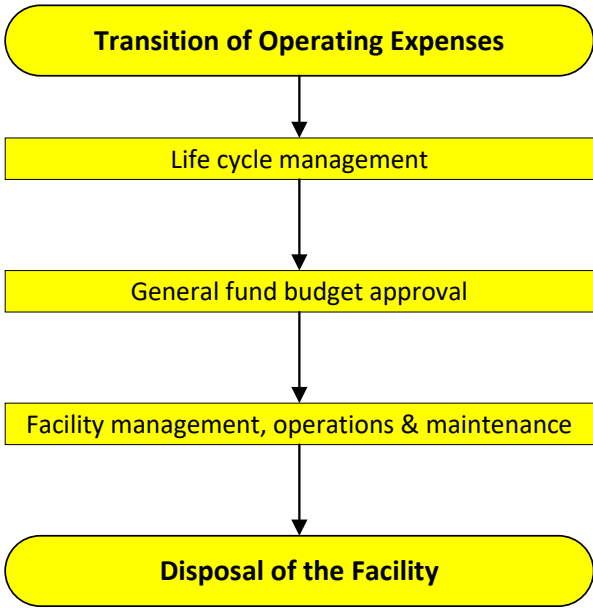 Transition of Operating Expenses
Life cycle management
General fund budget approval
Facility management, operations & maintenance
Disposal of the Facility